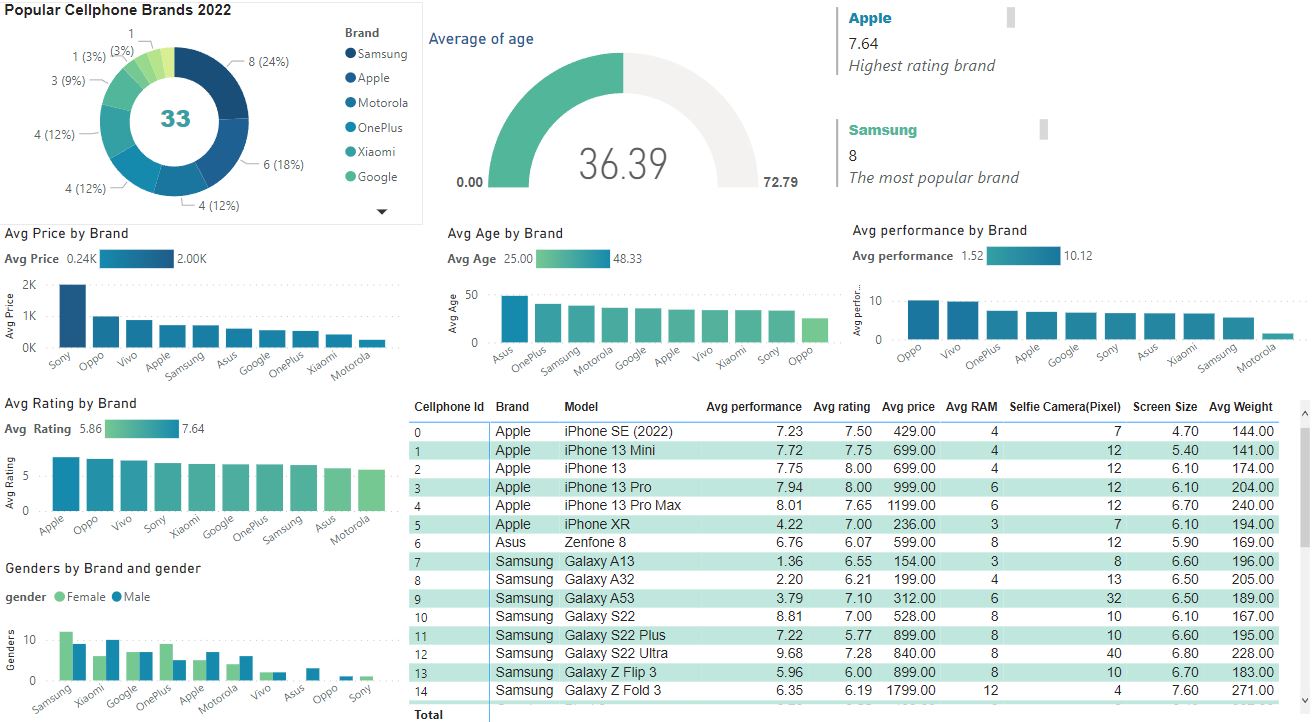 Popular Cellphone Brands 2022
1
(3%)
1 (3%)
3 (9%)
4 (12%)
4 (12%)
4 (12%)
6 (18%)
8 (24%)
33
Brand
Samsung
Apple
Motorola
OnePlus
Xiaomi
Google
Average of age
36.39
0.00
72.79
Apple
7.64
Highest rating brand
Samsung
8
The most popular brand
Avg Price by Brand
Avg Price 0.24K 2.00K
Avg Price
2K
1K
0K
Sony Oppo Vivo Apple Samsung Asus Google OnePlus Xiaomi Motorola
Avg Age by Brand
Avg Age 25.00 48.33
Avg Age
50
0
Asus OnePlus Samsung Motorola Google Apple Vivo Xiaomi Sony Oppo
Avg performance by Brand
Avg performance 1.52 10.12
Avg perfor...
10
0
Oppo Vivo OnePlus Apple Google Sony Asus Xiaomi Samsung Motorola
Avg Rating by Brand
Avg Rating 5.86 7.64
Avg Rating
5
0
Apple Oppo Vivo Sony Xiaomi Google OnePlus Samsung Asus Motorola
Genders by Brand and gender
gender Female Male
Genders
10
0
Samsung Xiaomi Google OnePlus Apple Motorola Vivo Asus Oppo Sony
Cellphone Id Brand Model Avg performance Avg rating Avg price Avg RAM Selfie Camera(Pixel) Screen Size Avg Weight
0 Apple iPhone SE (2022) 7.23 7.50 429.00 4 7 4.70 144.00
1 Apple iPhone 13 Mini 7.72 7.75 699.00 4 12 5.40 141.00
2 Apple iPhone 13 7.75 8.00 699.00 4 12 6.10 174.00
3 Apple iPhone 13 Pro 7.94 8.00 999.00 6 12 6.10 204.00
4 Apple iPhone 13 Pro Max 8.01 7.65 1199.00 6 12 6.70 240.00
5 Apple iPhone XR 4.22 7.00 236.00 3 7 6.10 194.00
6 Asus Zenfone 8 6.76 6.07 599.00 8 12 5.90 169.00
7 Samsung Galaxy A13 1.36 6.55 154.00 3 8 6.60 196.00
8 Samsung Galaxy A32 2.20 6.21 199.00 4 13 6.50 205.00
9 Samsung Galaxy A53 3.79 7.10 312.00 6 32 6.50 189.00
10 Samsung Galaxy S22 8.81 7.00 528.00 8 10 6.10 167.00
11 Samsung Galaxy S22 Plus 7.22 5.77 899.00 8 10 6.60 195.00
12 Samsung Galaxy S22 Ultra 9.68 7.28 840.00 8 40 6.80 228.00
13 Samsung Galaxy Z Flip 3 5.96 6.00 899.00 8 10 6.70 183.00
14 Samsung Galaxy Z Fold 3 6.35 6.19 1799.00 12 4 7.60 271.00
Total